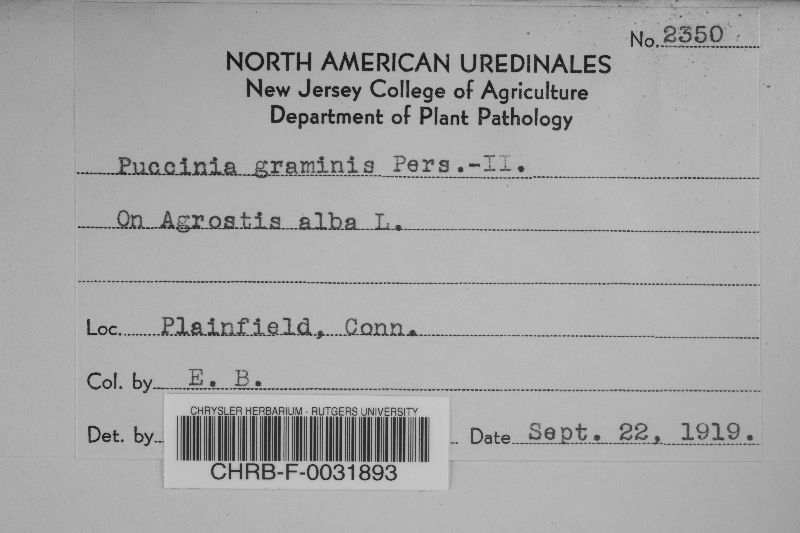 No. 2350
NORTH AMERICAN UREDINALES
New Jersey College of Agriculture
Department of Plant Pathology
Puccinia graminis Pers.-II.
On Agrostis alba L.
Loc. Plainfield, Conn.
Col. by E. B.
Det. by Date Sept. 22, 1919.
CHRYSLER HERBARIUM - RUTGERS UNIVERSITY
CHRB-F-0031893